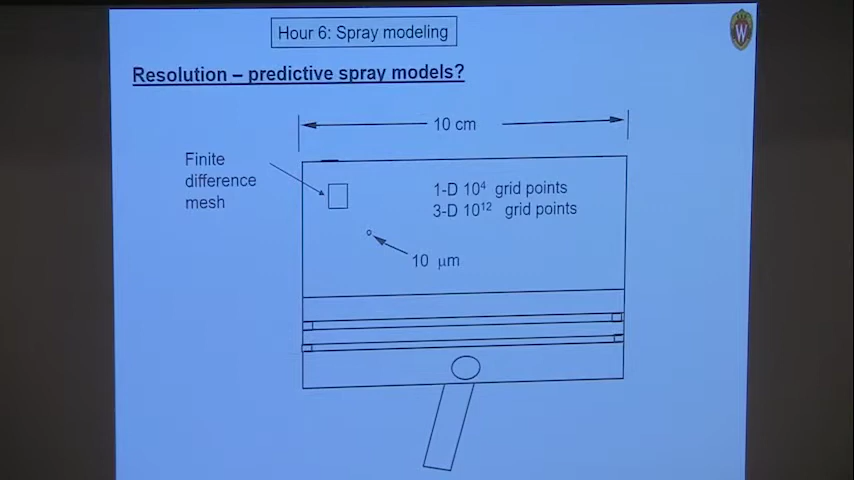 Hour 6: Spray modeling
W
Resolution – predictive spray models?
10 cm
Finite
difference
mesh
1-D 10⁴ grid points
3-D 10¹² grid points
10 μm